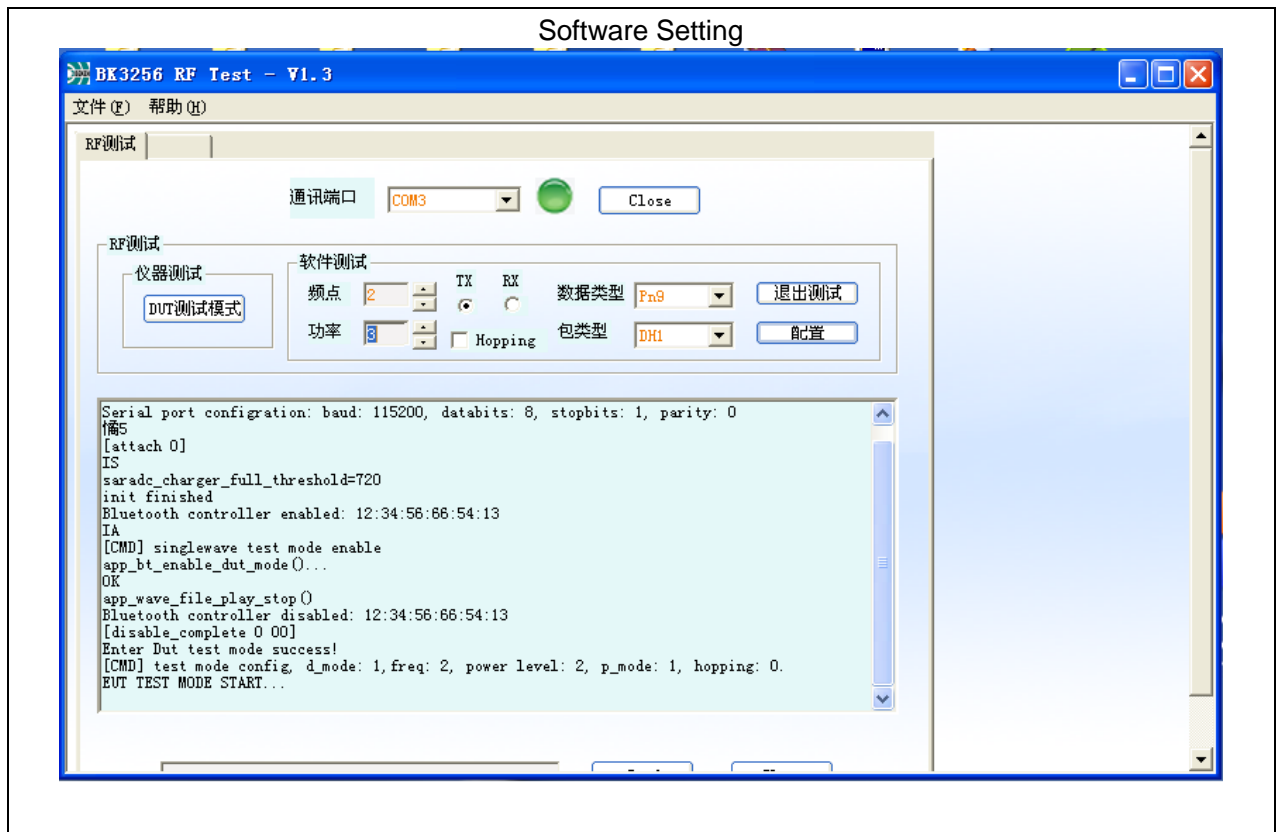 Software Setting
BK3256 RF Test - V1.3
文件(F) 帮助(H)
RF测试
通讯端口 COM3 Close
RF测试
仪器测试
DUT测试模式
软件测试
频点 2 TX RX 数据类型 Pn9 退出测试
功率 3 Hopping 包类型 DH1 配置
Serial port configration: baud: 115200, databits: 8, stopbits: 1, parity: 0
[attach 0]
IS
saradc_charger_full_threshold=720
init finished
Bluetooth controller enabled: 12:34:56:66:54:13
IA
[CMD] singlewave test mode enable
app_bt_enable_dut_mode()...
OK
app_wave_file_play_stop()
Bluetooth controller disabled: 12:34:56:66:54:13
[disable_complete 0 00]
Enter Dut test mode success!
[CMD] test mode config, d_mode: 1,freq: 2, power level: 2, p_mode: 1, hopping: 0.
EUT TEST MODE START...